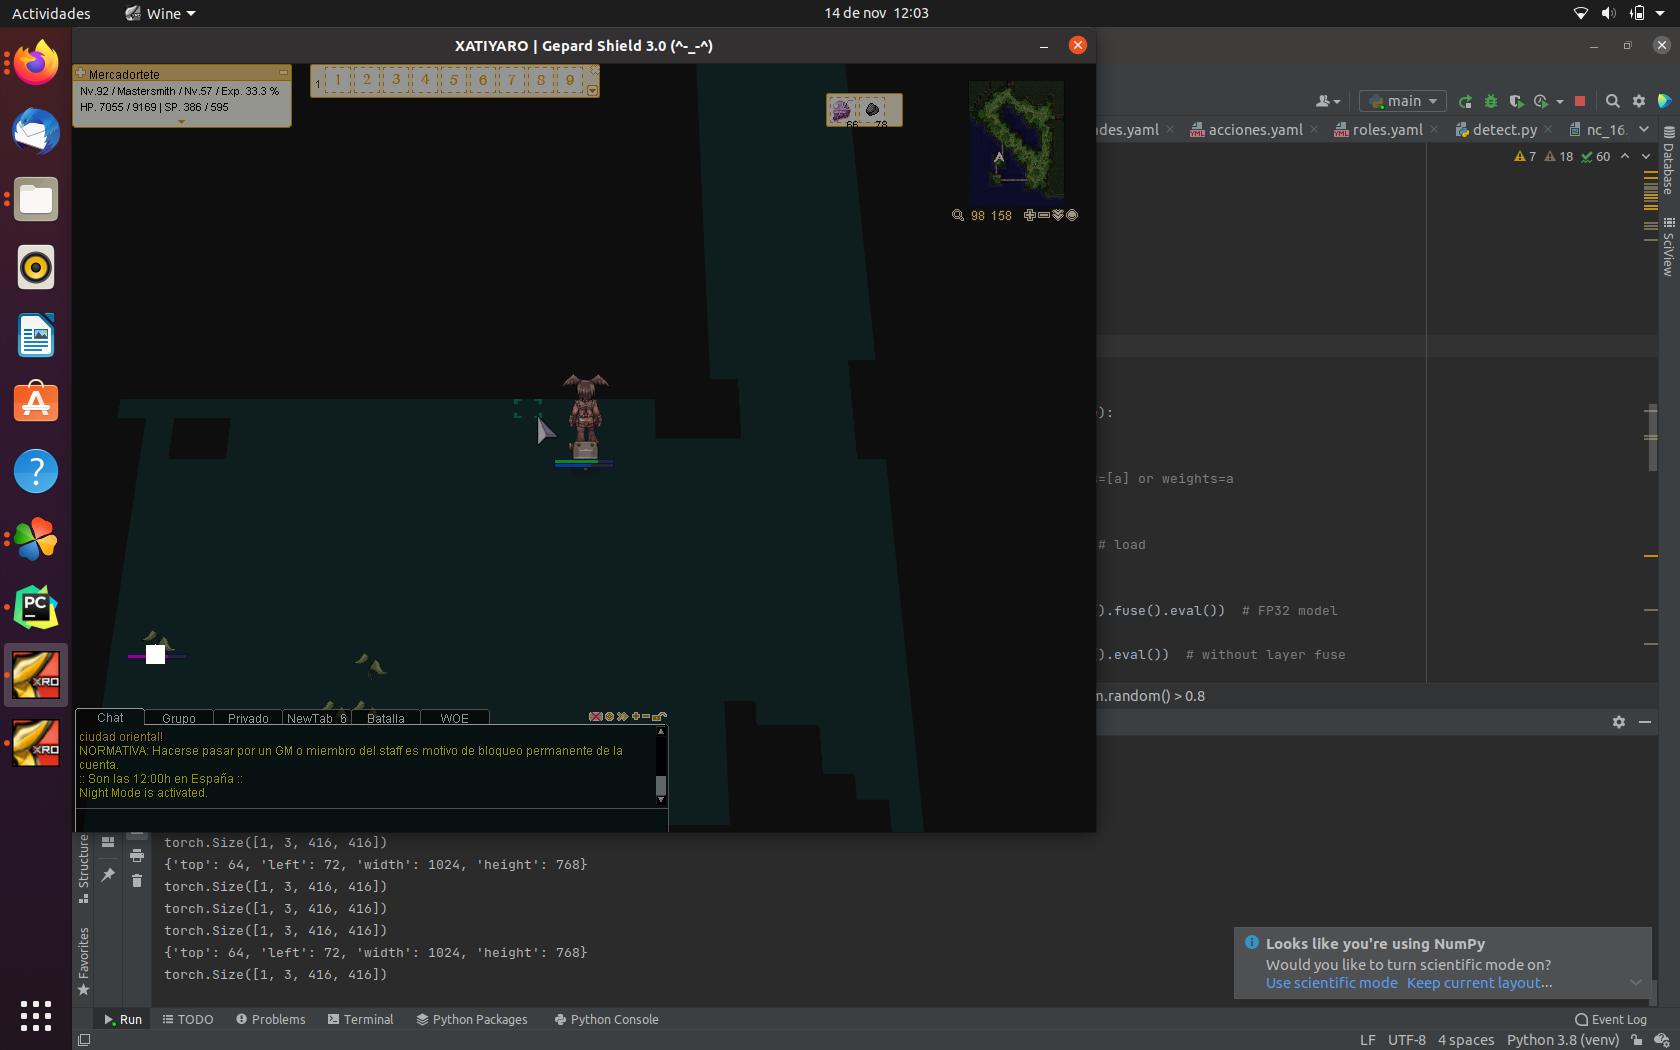 Actividades
Wine
14 de nov 12:03
XATIYARO | Gepard Shield 3.0 (^-_-^)
Mercadortete
Nv.92 / Mastersmith / Nv.57 / Exp. 33.3 %
HP. 7055 / 9169 | SP. 386 / 595
1 1 2 3 4 5 6 7 8 9
66 78
98 158
main
des.yaml
acciones.yaml
roles.yaml
detect.py
nc_16.
7 18 60
Database
SciView
):
=[a] or weights=a
# load
).fuse().eval()) # FP32 model
).eval()) # without layer fuse
m.random() > 0.8
Chat Grupo Privado NewTab_6 Batalla WOE
ciudad oriental!
NORMATIVA: Hacerse pasar por un GM o miembro del staff es motivo de bloqueo permanente de la
cuenta.
:: Son las 12:00h en España ::
Night Mode is activated.
Structure
Favorites
torch.Size([1, 3, 416, 416])
{'top': 64, 'left': 72, 'width': 1024, 'height': 768}
torch.Size([1, 3, 416, 416])
torch.Size([1, 3, 416, 416])
torch.Size([1, 3, 416, 416])
{'top': 64, 'left': 72, 'width': 1024, 'height': 768}
torch.Size([1, 3, 416, 416])
Looks like you're using NumPy
Would you like to turn scientific mode on?
Use scientific mode Keep current layout...
Run TODO Problems Terminal Python Packages Python Console
Event Log
LF UTF-8 4 spaces Python 3.8 (venv)
PC
XRO
XRO